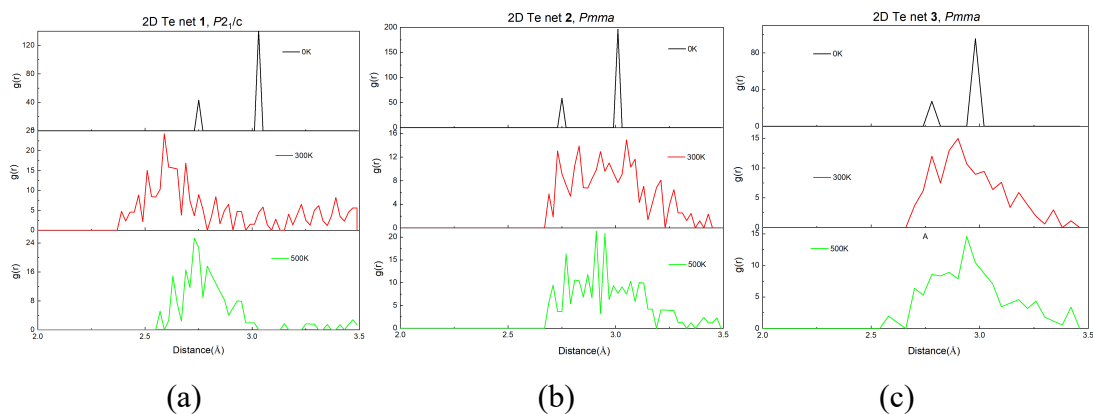 2D Te net 1, P2₁/c
120
80
40
0
g(r)
0K
20
15
10
5
0
300K
24
16
8
0
500K
2.0 2.5 3.0 3.5
Distance(Å)
(a)
2D Te net 2, Pmma
200
150
100
50
0
g(r)
0K
16
12
8
4
0
300K
20
15
10
5
0
500K
2.0 2.5 3.0 3.5
Distance(Å)
(b)
2D Te net 3, Pmma
80
40
0
g(r)
0K
15
10
5
0
300K
A
15
10
5
0
500K
2.0 2.5 3.0 3.5
Distance(Å)
(c)